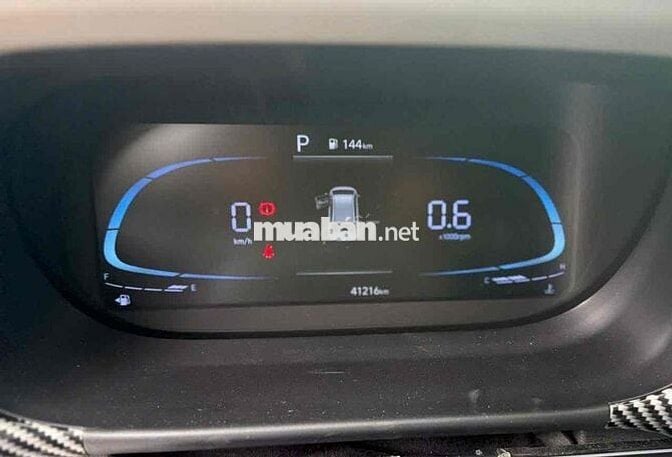 P 144km
0 0.6
km/h x1000rpm
muaban.net
F E C H
41216km